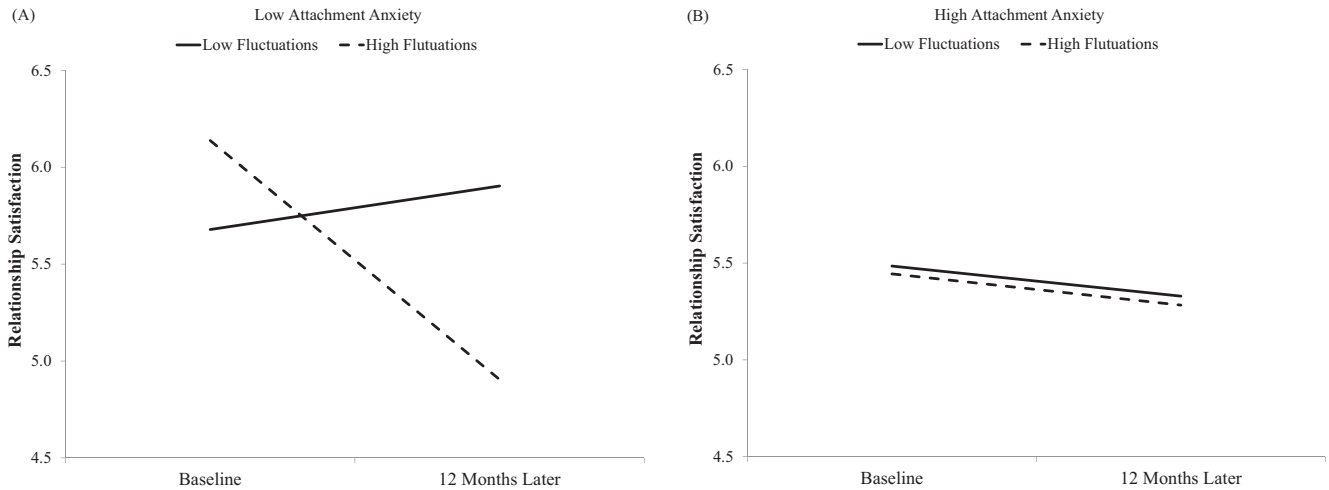 (A) Low Attachment Anxiety
Low Fluctuations High Flutuations
6.5
6.0
5.5
5.0
4.5
Relationship Satisfaction
Baseline 12 Months Later
(B) High Attachment Anxiety
Low Fluctuations High Flutuations
6.5
6.0
5.5
5.0
4.5
Relationship Satisfaction
Baseline 12 Months Later